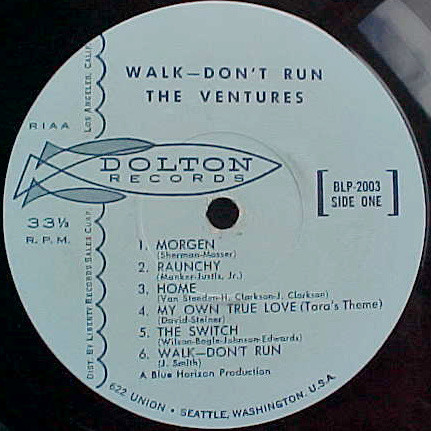 WALK—DON'T RUN
THE VENTURES
RIAA
DOLTON
RECORDS
33⅓
R.P.M.
[BLP-2003
SIDE ONE]
1. MORGEN
(Sherman-Mosser)
2. RAUNCHY
(Manker-Justis, Jr.)
3. HOME
(Van Steeden-H. Clarkson-J. Clarkson)
4. MY OWN TRUE LOVE (Tara's Theme)
(David-Steiner)
5. THE SWITCH
(Wilson-Bogle-Johnson-Edwards)
6. WALK—DON'T RUN
(J. Smith)
A Blue Horizon Production
DIST. BY LIBERTY RECORDS SALES CORP.
LOS ANGELES, CALIF.
622 UNION • SEATTLE, WASHINGTON, U.S.A.